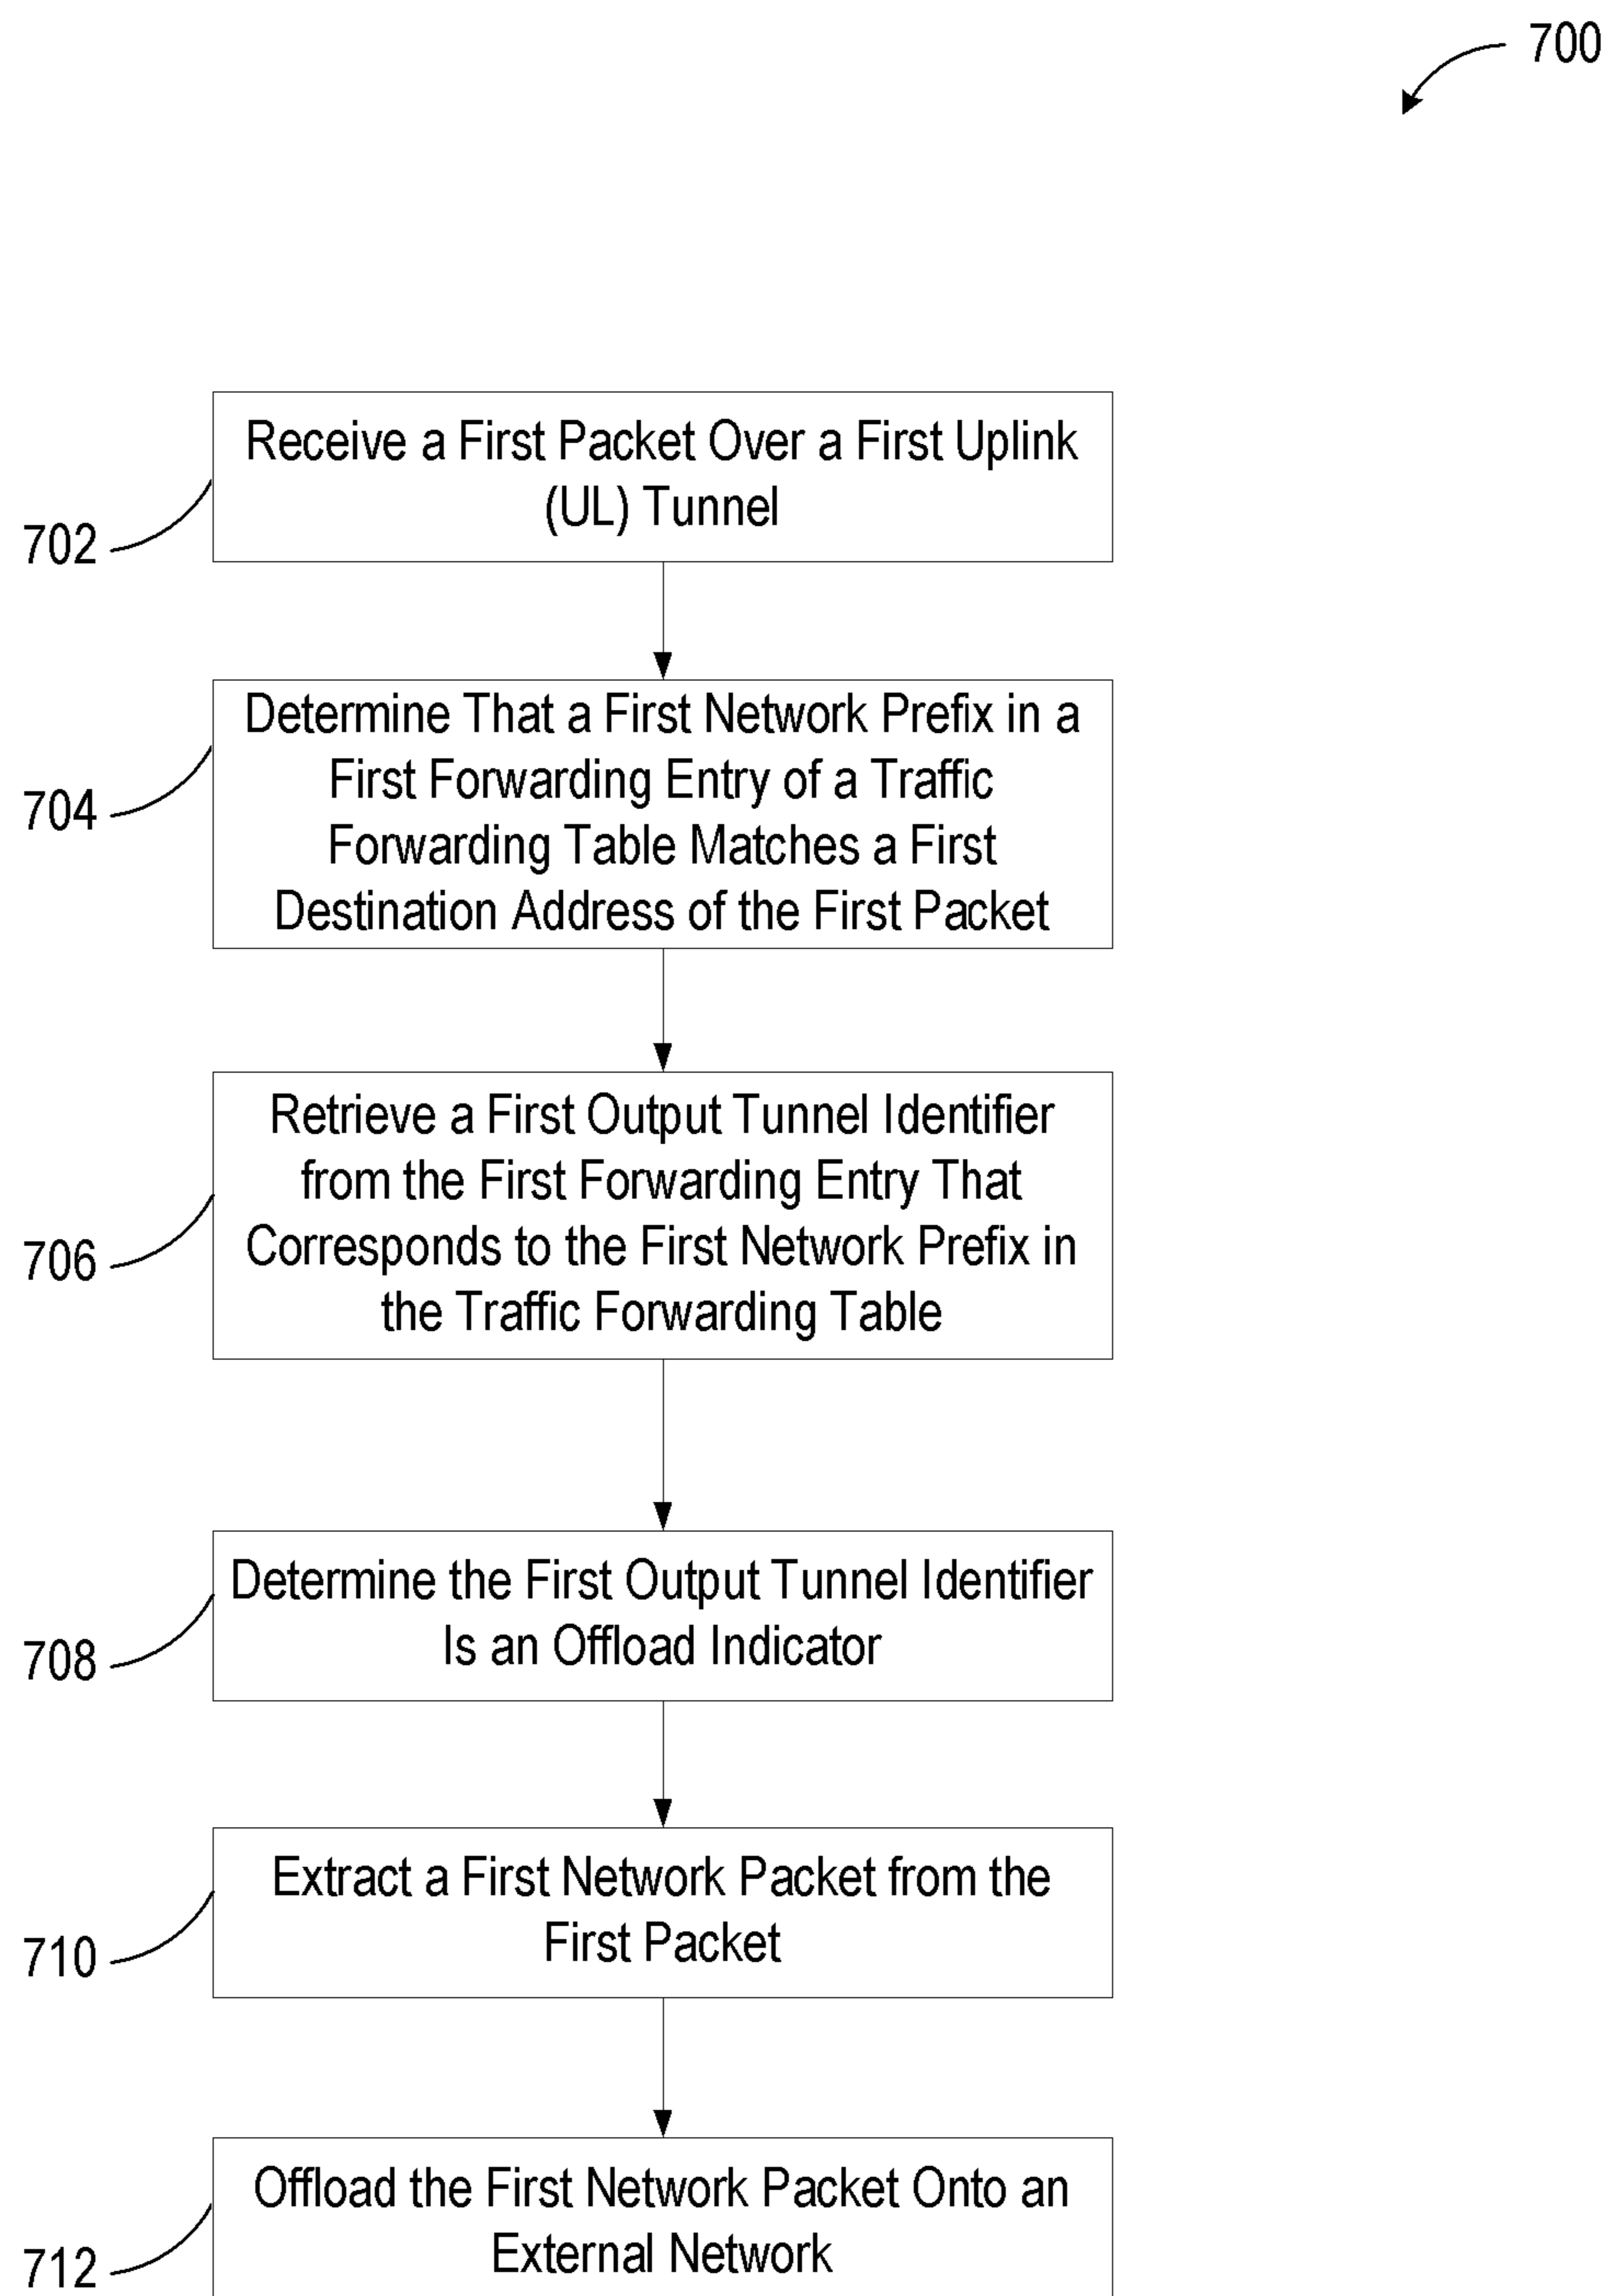 700
Receive a First Packet Over a First Uplink
(UL) Tunnel
702
Determine That a First Network Prefix in a
First Forwarding Entry of a Traffic
Forwarding Table Matches a First
Destination Address of the First Packet
704
Retrieve a First Output Tunnel Identifier
from the First Forwarding Entry That
Corresponds to the First Network Prefix in
the Traffic Forwarding Table
706
Determine the First Output Tunnel Identifier
Is an Offload Indicator
708
Extract a First Network Packet from the
First Packet
710
Offload the First Network Packet Onto an
External Network
712